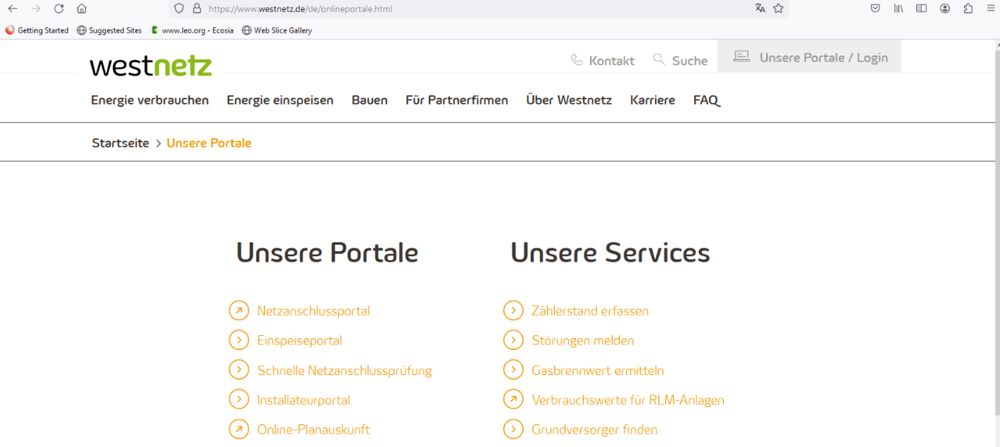 https://www.westnetz.de/de/onlineportale.html
Getting Started Suggested Sites www.leo.org - Ecosia Web Slice Gallery
westnetz
Kontakt Suche Unsere Portale / Login
Energie verbrauchen Energie einspeisen Bauen Für Partnerfirmen Über Westnetz Karriere FAQ
Startseite > Unsere Portale
Unsere Portale
Netzanschlussportal
Einspeiseportal
Schnelle Netzanschlussprüfung
Installateurportal
Online-Planauskunft
Unsere Services
Zählerstand erfassen
Störungen melden
Gasbrennwert ermitteln
Verbrauchswerte für RLM-Anlagen
Grundversorger finden